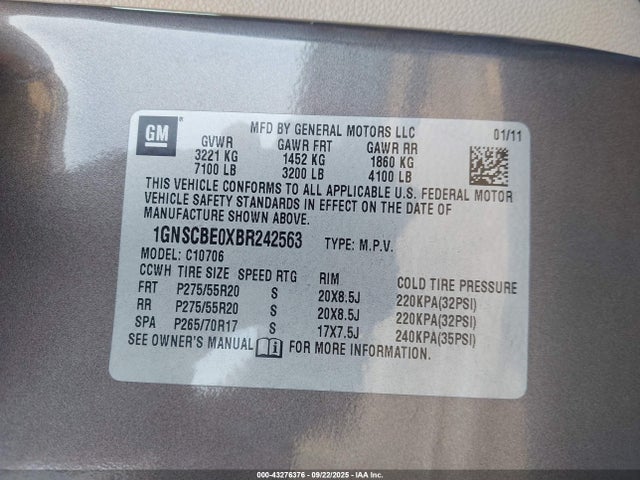 GM
MFD BY GENERAL MOTORS LLC 01/11
GVWR GAWR FRT GAWR RR
3221 KG 1452 KG 1860 KG
7100 LB 3200 LB 4100 LB
THIS VEHICLE CONFORMS TO ALL APPLICABLE U.S. FEDERAL MOTOR
VEHICLE SAFETY STANDARDS IN EFFECT ON THE DATE OF
MANUFACTURE SHOWN ABOVE.
1GNSCBE0XBR242563 TYPE: M.P.V.
MODEL: C10706
CCWH TIRE SIZE SPEED RTG RIM COLD TIRE PRESSURE
FRT P275/55R20 S 20X8.5J 220KPA(32PSI)
RR P275/55R20 S 20X8.5J 220KPA(32PSI)
SPA P265/70R17 S 17X7.5J 240KPA(35PSI)
SEE OWNER'S MANUAL FOR MORE INFORMATION.
000-43276376 - 09/22/2025 - IAA Inc.